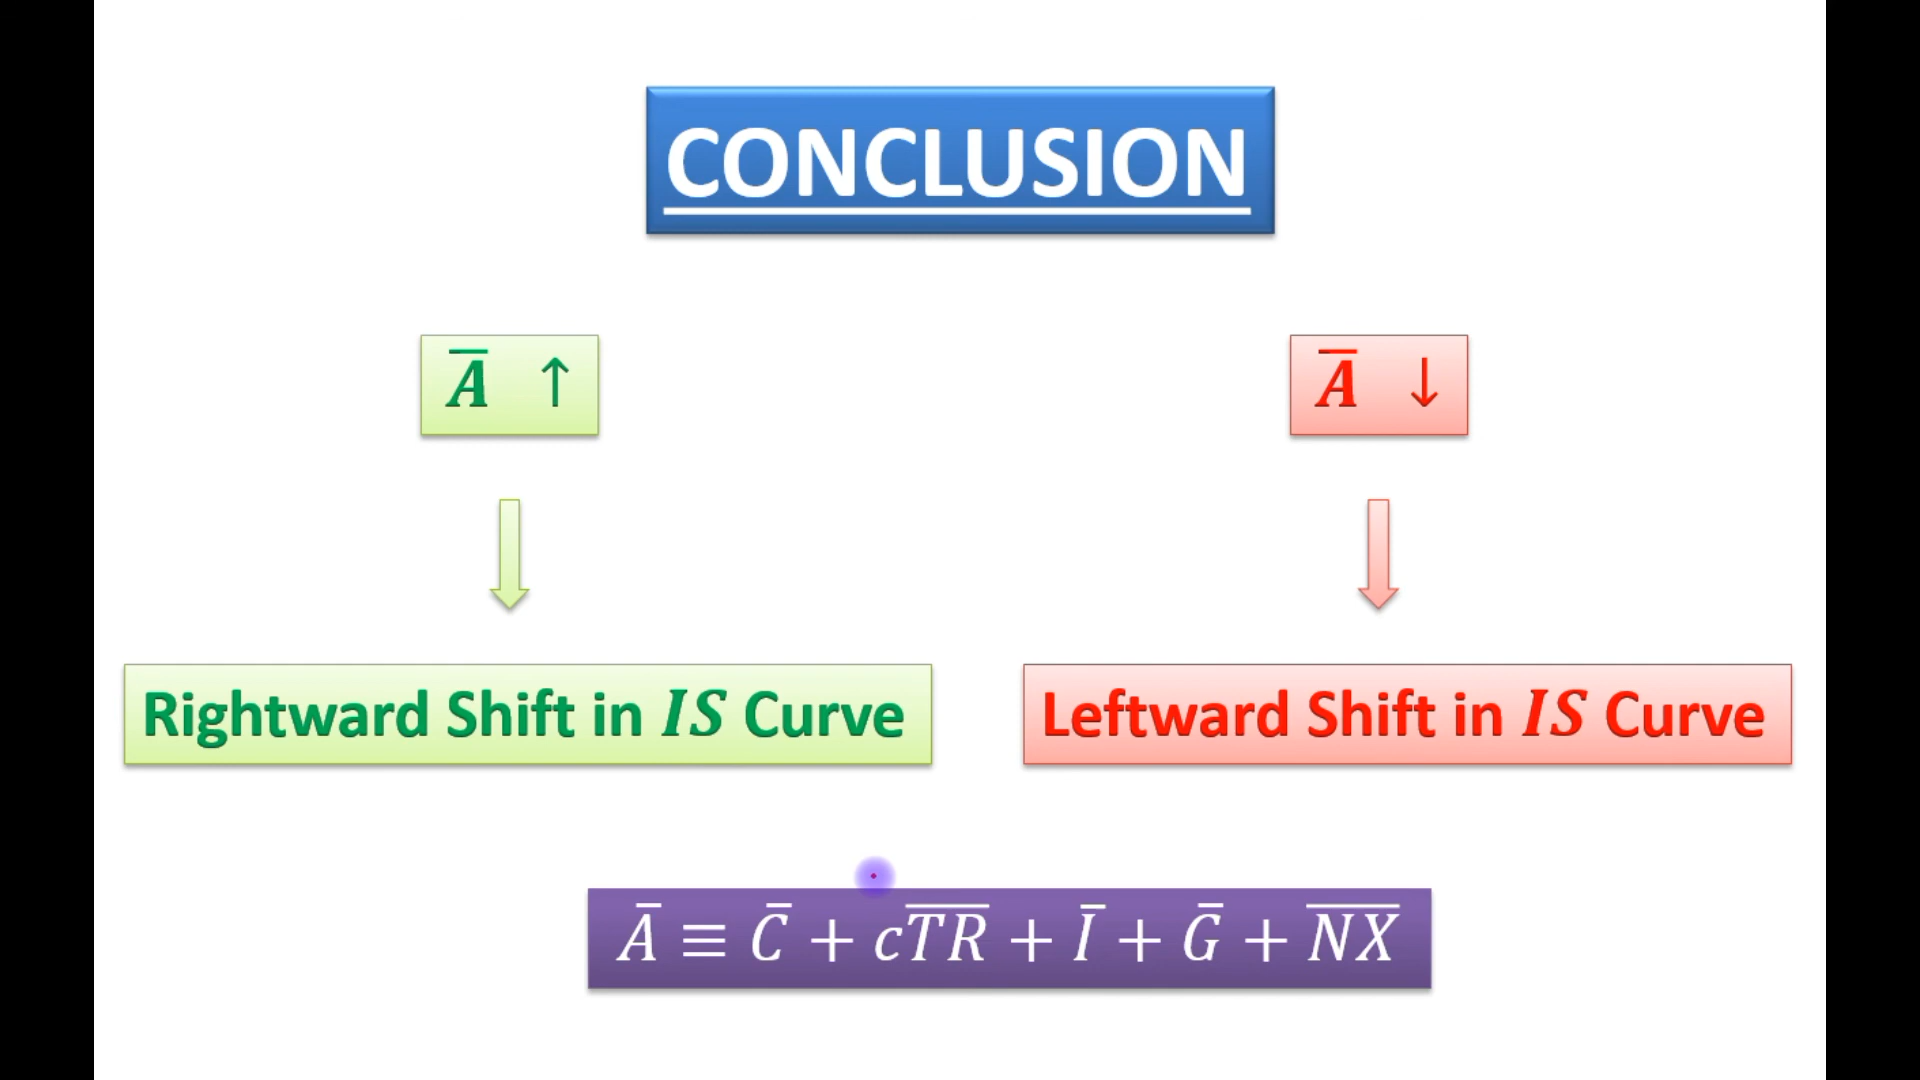 CONCLUSION
A̅ ↑
A̅ ↓
Rightward Shift in IS Curve
Leftward Shift in IS Curve
A̅ ≡ C̅ + cT̅R̅ + I̅ + G̅ + N̅X̅